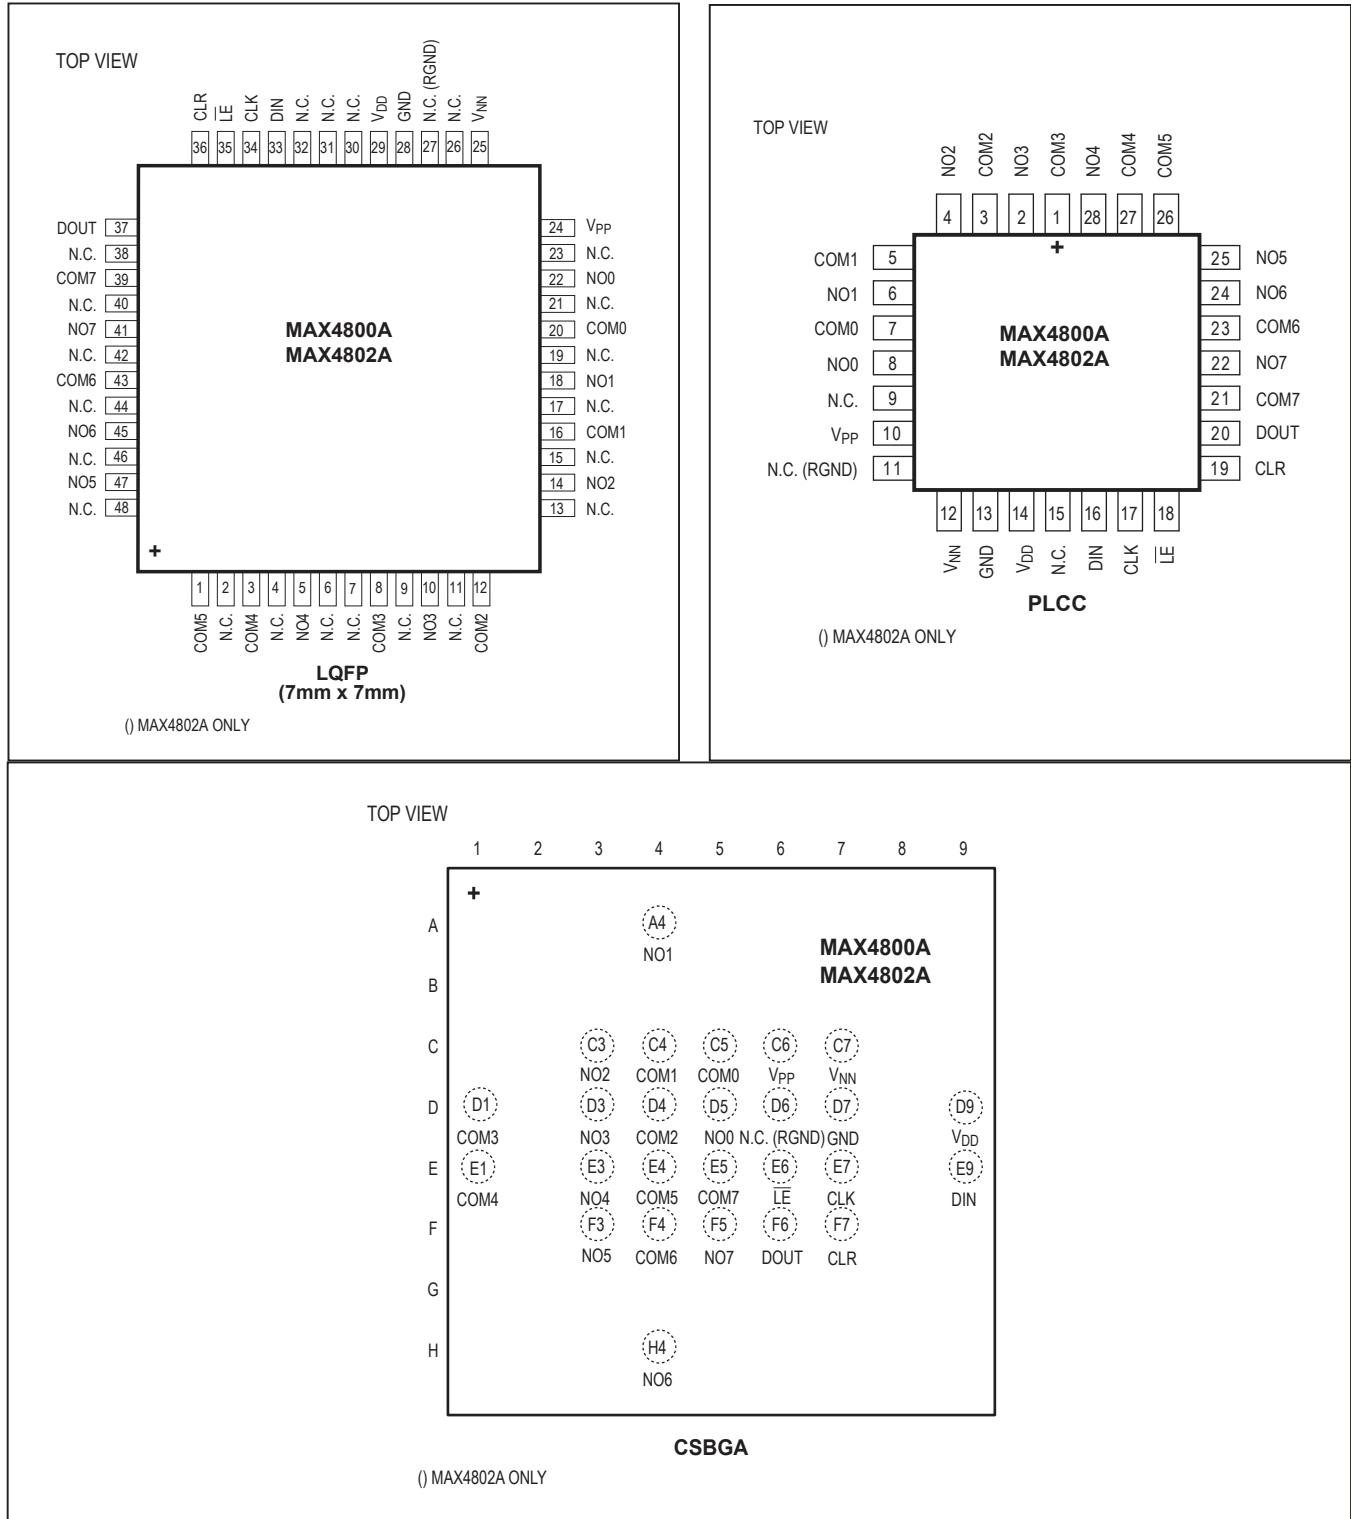 TOP VIEW
CLR
LE
CLK
DIN
N.C.
N.C.
N.C.
VDD
GND
N.C. (RGND)
N.C.
VNN
36 35 34 33 32 31 30 29 28 27 26 25
DOUT 37
N.C. 38
COM7 39
N.C. 40
NO7 41
N.C. 42
COM6 43
N.C. 44
NO6 45
N.C. 46
NO5 47
N.C. 48
MAX4800A
MAX4802A
24 VPP
23 N.C.
22 NO0
21 N.C.
20 COM0
19 N.C.
18 NO1
17 N.C.
16 COM1
15 N.C.
14 NO2
13 N.C.
+
1 2 3 4 5 6 7 8 9 10 11 12
COM5
N.C.
COM4
N.C.
NO4
N.C.
N.C.
COM3
N.C.
NO3
N.C.
COM2
LQFP
(7mm x 7mm)
() MAX4802A ONLY
TOP VIEW
NO2
COM2
NO3
COM3
NO4
COM4
COM5
4 3 2 1 28 27 26
+
COM1 5
NO1 6
COM0 7
NO0 8
N.C. 9
VPP 10
N.C. (RGND) 11
MAX4800A
MAX4802A
25 NO5
24 NO6
23 COM6
22 NO7
21 COM7
20 DOUT
19 CLR
12 13 14 15 16 17 18
VNN
GND
VDD
N.C.
DIN
CLK
LE
PLCC
() MAX4802A ONLY
TOP VIEW
1 2 3 4 5 6 7 8 9
+
A A4
NO1
MAX4800A
MAX4802A
B
C C3 C4 C5 C6 C7
NO2 COM1 COM0 VPP VNN
D D1 D3 D4 D5 D6 D7 D9
COM3 NO3 COM2 NO0 N.C. (RGND) GND VDD
E E1 E3 E4 E5 E6 E7 E9
COM4 NO4 COM5 COM7 LE CLK DIN
F F3 F4 F5 F6 F7
NO5 COM6 NO7 DOUT CLR
G
H H4
NO6
CSBGA
() MAX4802A ONLY